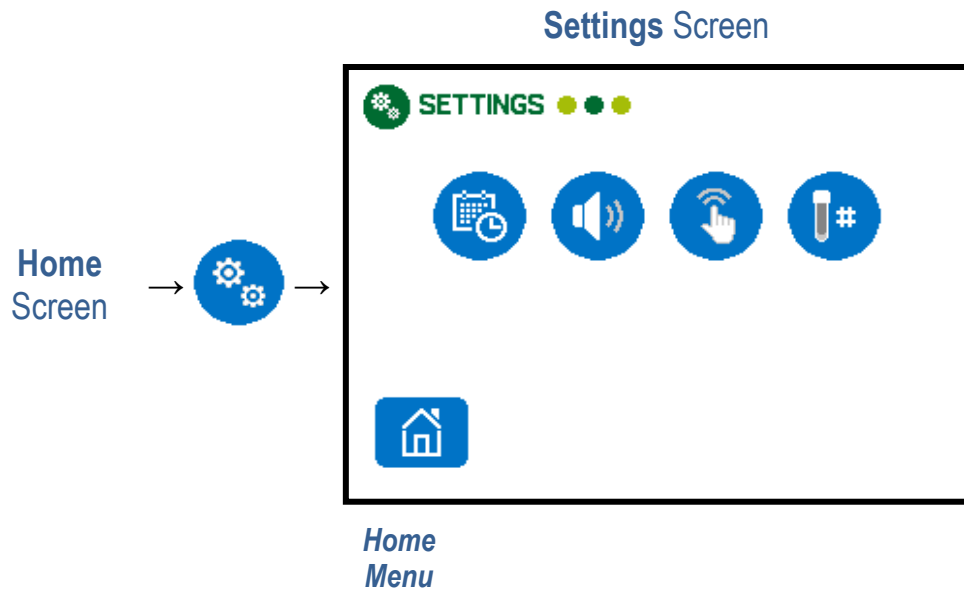 Settings Screen
SETTINGS
#
Home
Screen
→ →
Home
Menu